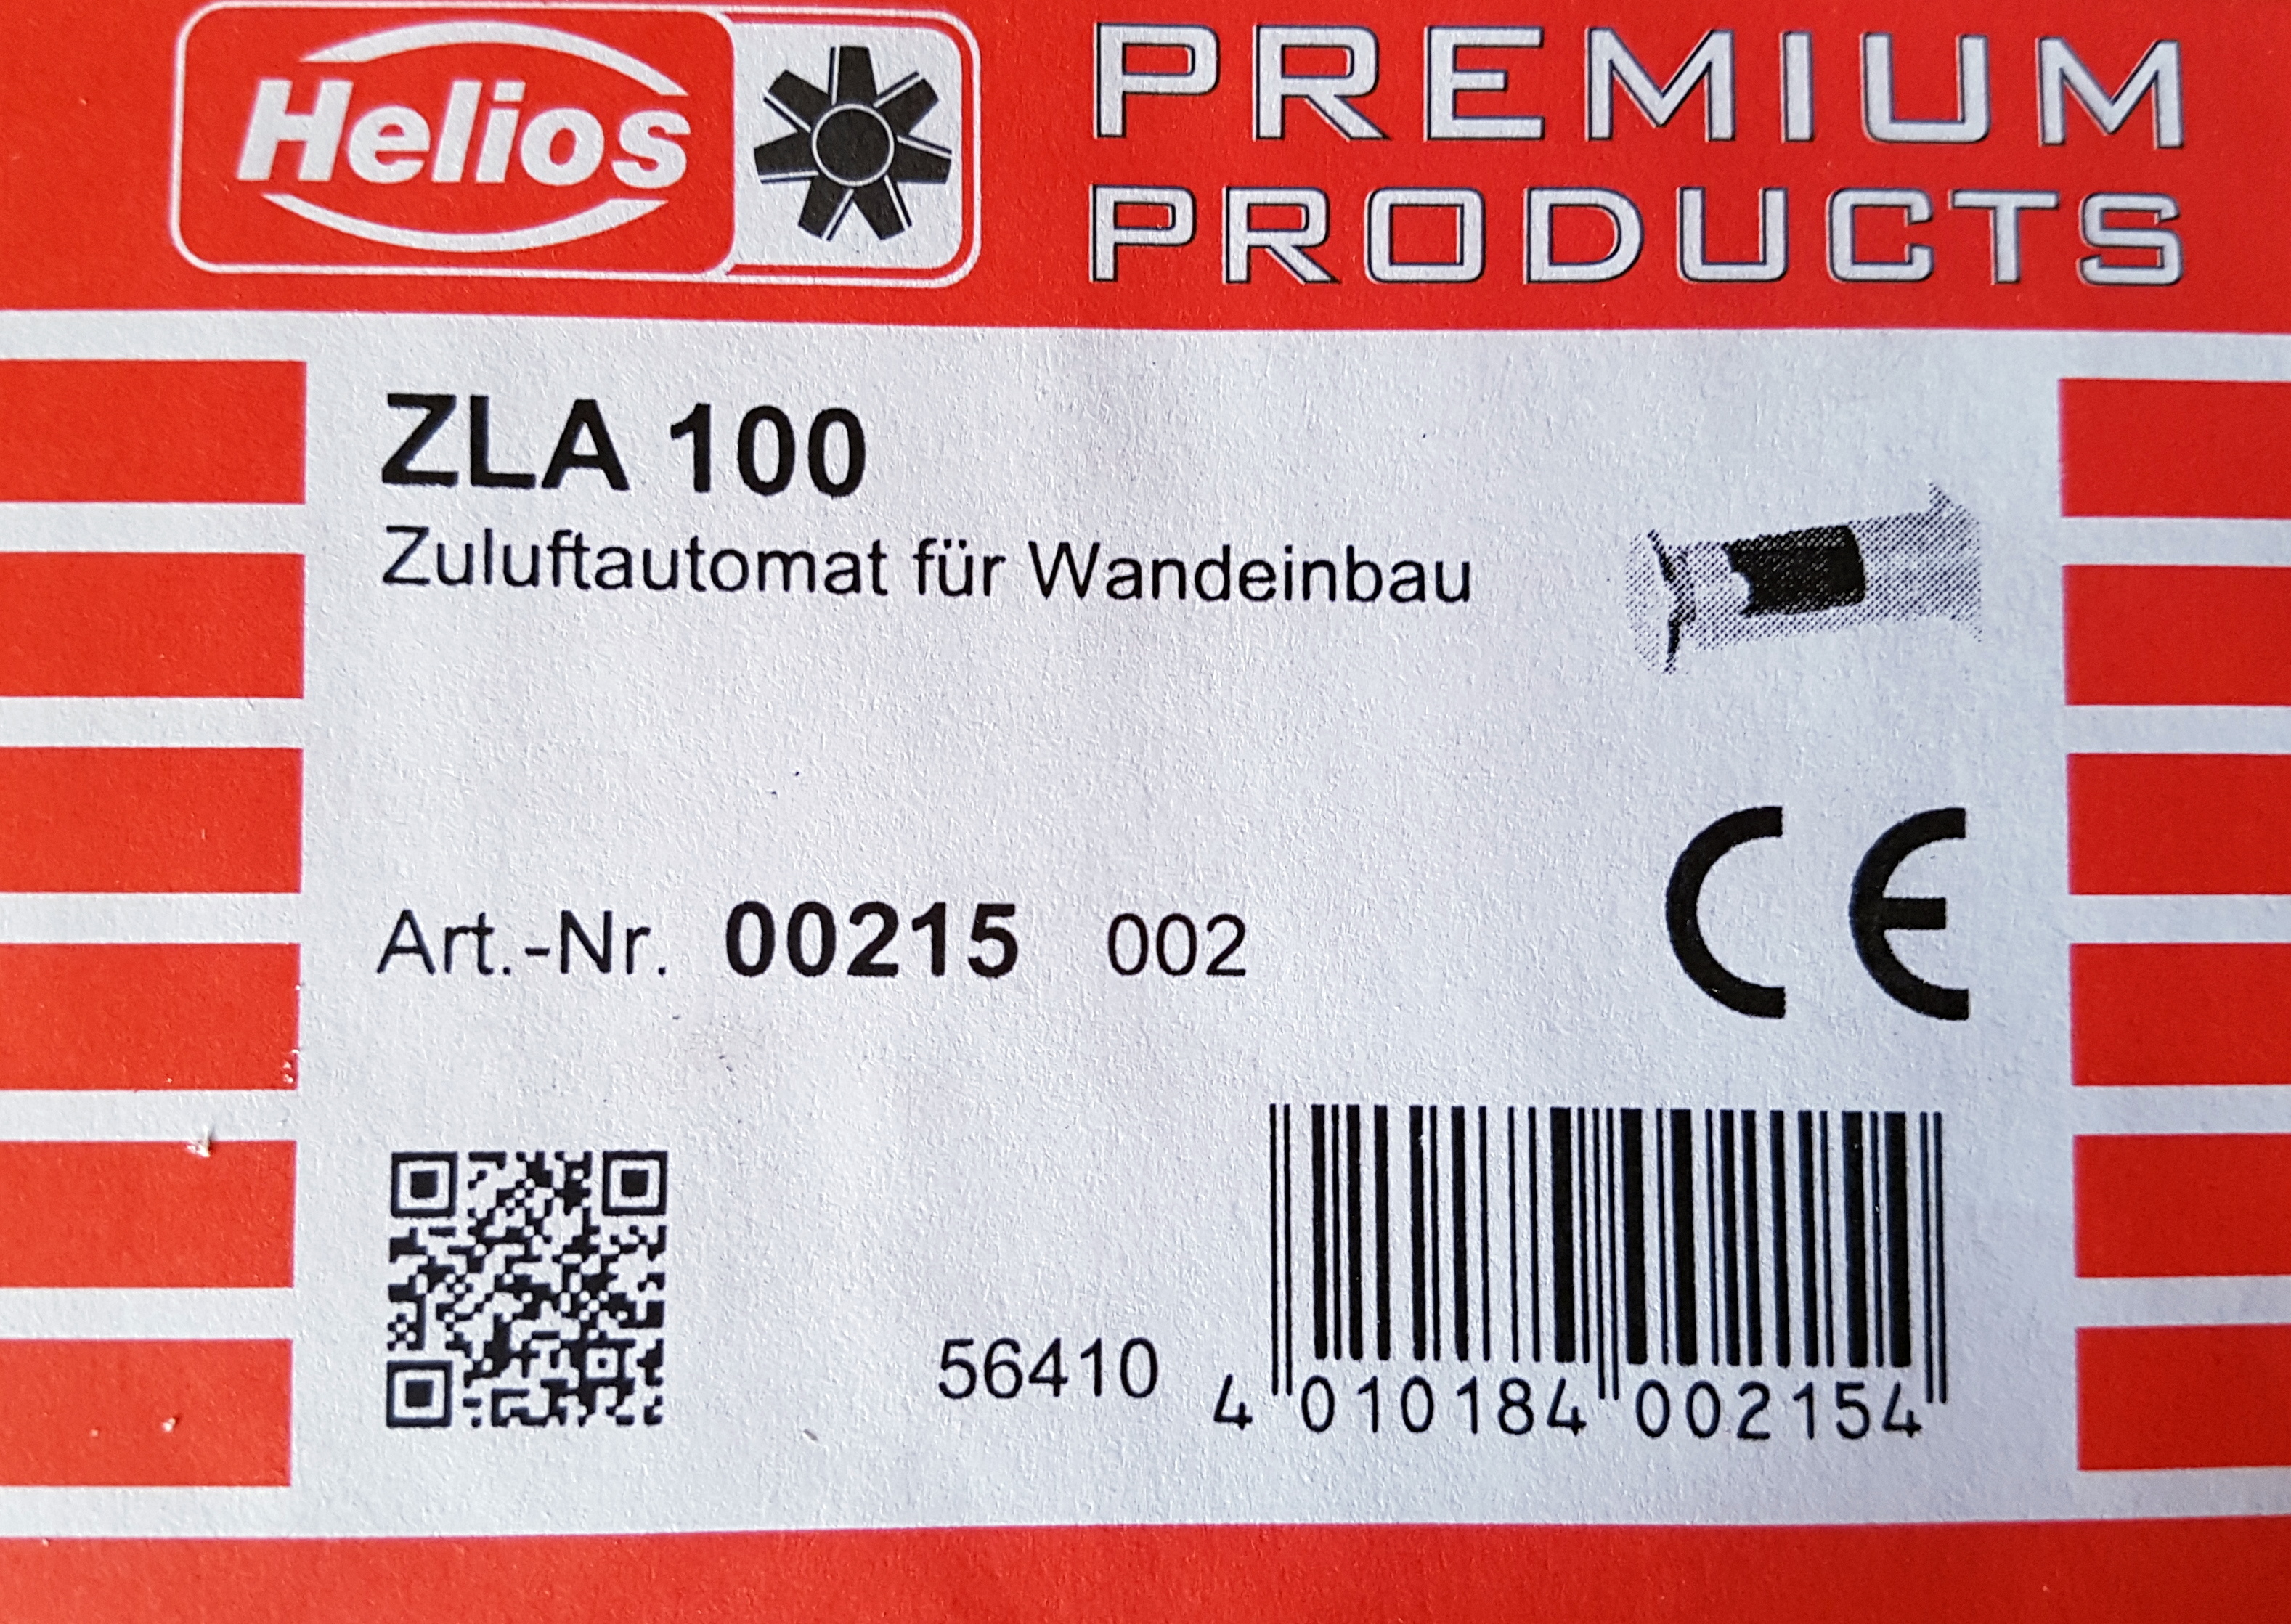 Helios
PREMIUM
PRODUCTS
ZLA 100
Zuluftautomat für Wandeinbau
Art.-Nr. 00215 002
CE
56410
4 010184 002154